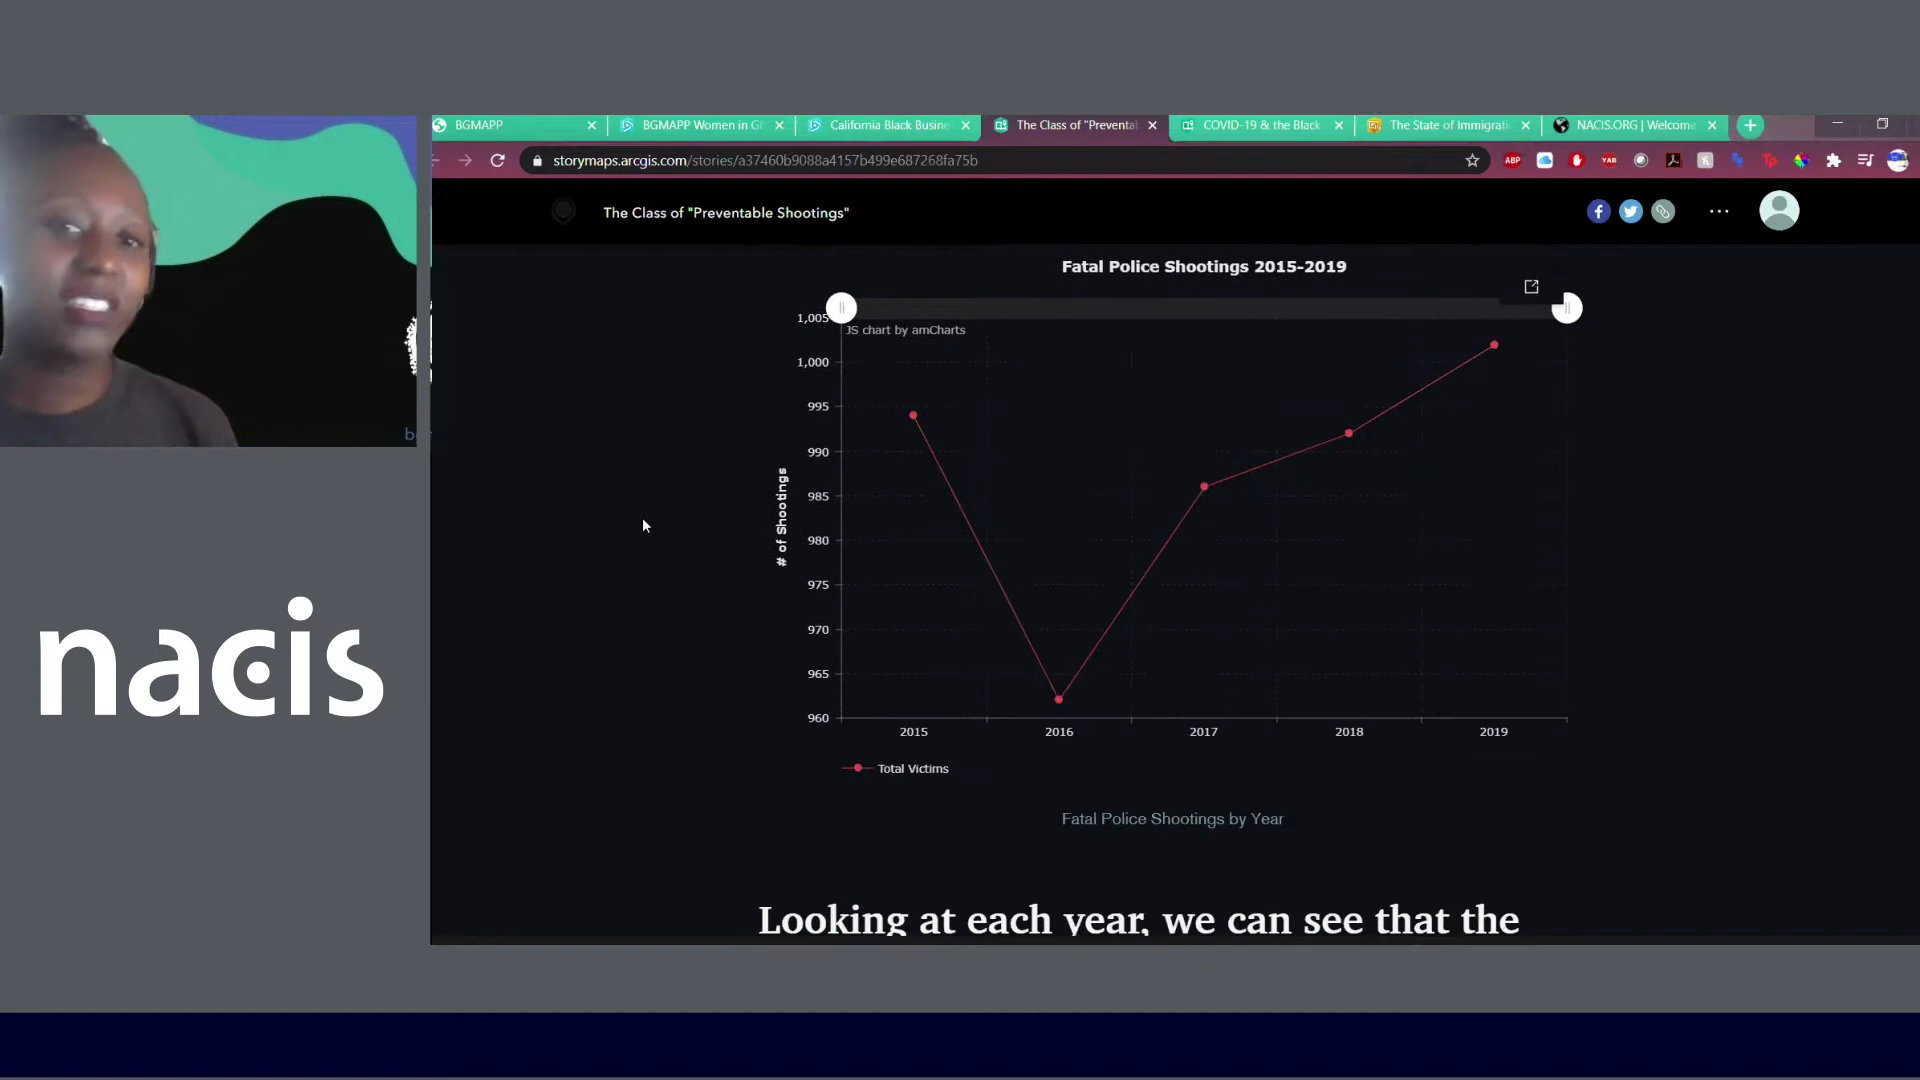 BGMAPP
BGMAPP Women in GI
California Black Busine
The Class of "Preventa
COVID-19 & the Black
The State of Immigrati
NACIS.ORG | Welcome
storymaps.arcgis.com/stories/a37460b9088a4157b499e687268fa75b
ABP
YAB
Tp
The Class of "Preventable Shootings"
Fatal Police Shootings 2015-2019
JS chart by amCharts
1,005
1,000
995
990
985
980
975
970
965
960
# of Shootings
2015 2016 2017 2018 2019
Total Victims
Fatal Police Shootings by Year
Looking at each year, we can see that the
nacis